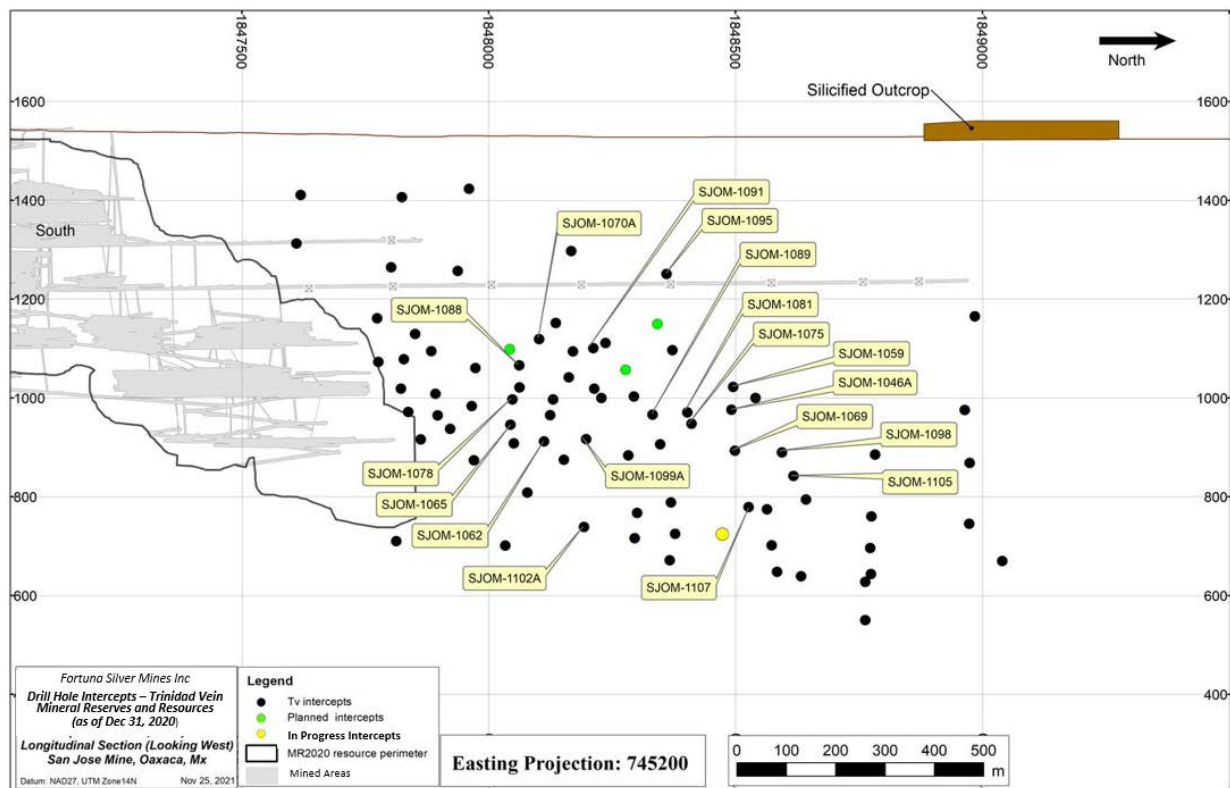 1847500
1848000
1848500
1849000
North
Silicified Outcrop
1600
1600
1400
1400
1200
1200
1000
1000
800
800
600
600
400
400
South
SJOM-1091
SJOM-1095
SJOM-1070A
SJOM-1089
SJOM-1088
SJOM-1081
SJOM-1075
SJOM-1059
SJOM-1046A
SJOM-1069
SJOM-1098
SJOM-1078
SJOM-1099A
SJOM-1105
SJOM-1065
SJOM-1062
SJOM-1102A
SJOM-1107
Fortuna Silver Mines Inc
Drill Hole Intercepts – Trinidad Vein
Mineral Reserves and Resources
(as of Dec 31, 2020)
Longitudinal Section (Looking West)
San Jose Mine, Oaxaca, Mx
Datum: NAD27, UTM Zone14N Nov 25, 2021
Legend
Tv intercepts
Planned intercepts
In Progress Intercepts
MR2020 resource perimeter
Mined Areas
Easting Projection: 745200
0 100 200 300 400 500
m